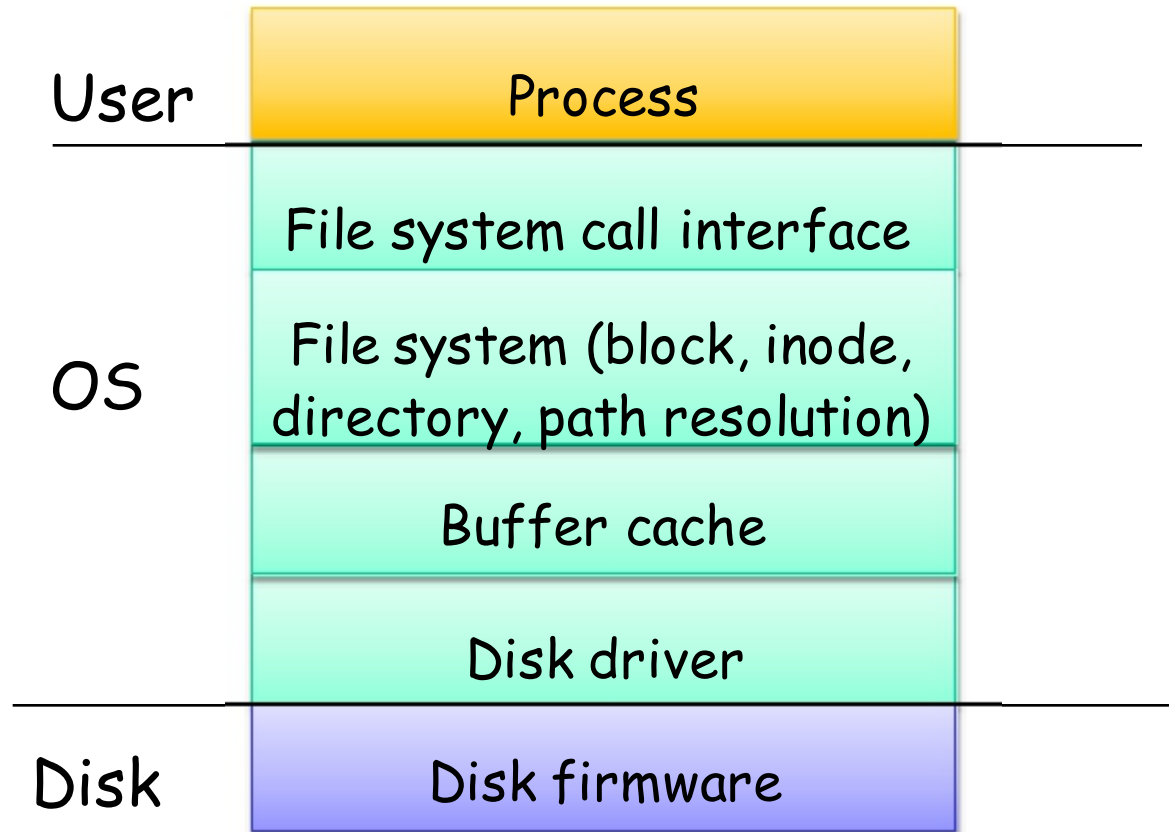 User
Process
File system call interface
OS
File system (block, inode,
directory, path resolution)
Buffer cache
Disk driver
Disk
Disk firmware